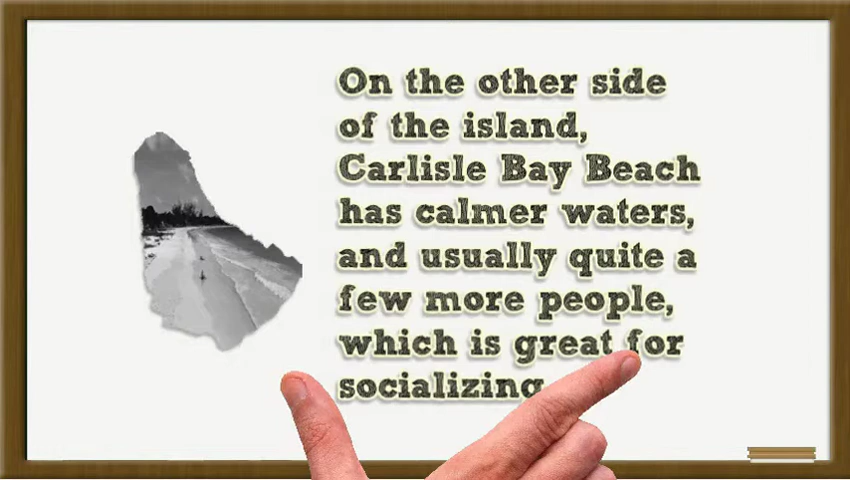 On the other side
of the island,
Carlisle Bay Beach
has calmer waters,
and usually quite a
few more people,
which is great for
socializing